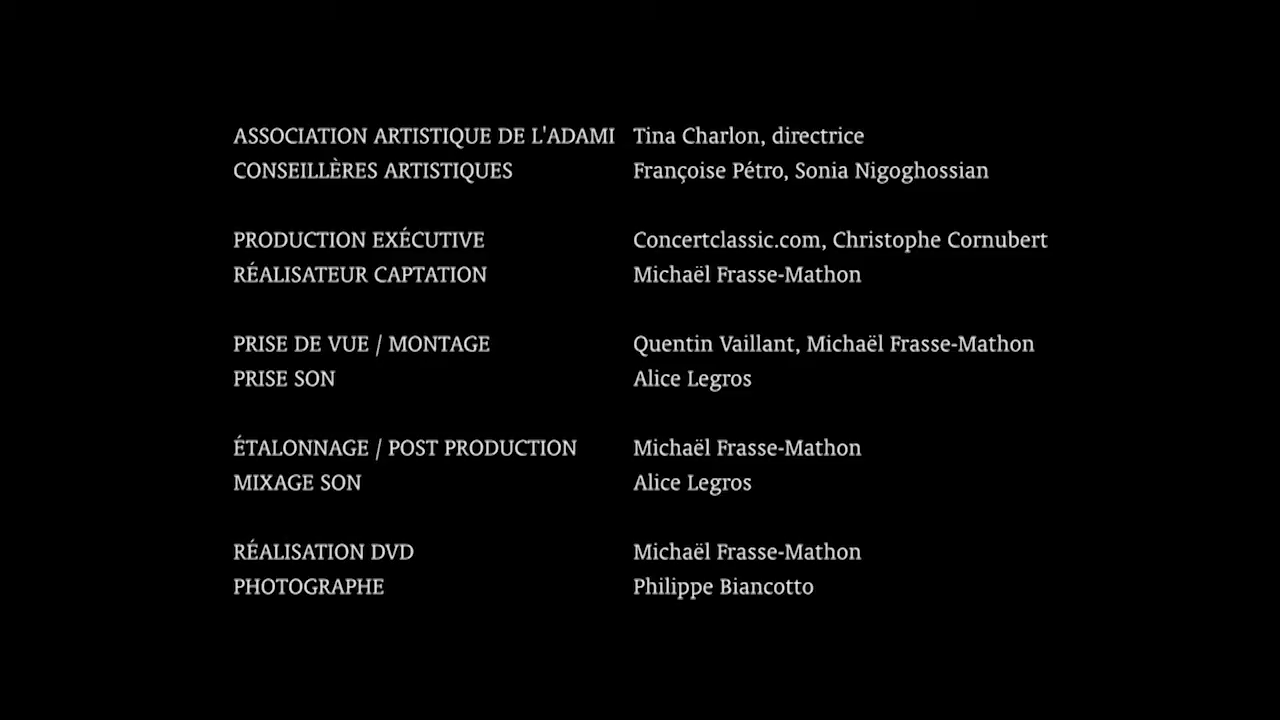 ASSOCIATION ARTISTIQUE DE L'ADAMI Tina Charlon, directrice
CONSEILLÈRES ARTISTIQUES Françoise Pétro, Sonia Nigoghossian
PRODUCTION EXÉCUTIVE Concertclassic.com, Christophe Cornubert
RÉALISATEUR CAPTATION Michaël Frasse-Mathon
PRISE DE VUE / MONTAGE Quentin Vaillant, Michaël Frasse-Mathon
PRISE SON Alice Legros
ÉTALONNAGE / POST PRODUCTION Michaël Frasse-Mathon
MIXAGE SON Alice Legros
RÉALISATION DVD Michaël Frasse-Mathon
PHOTOGRAPHE Philippe Biancotto